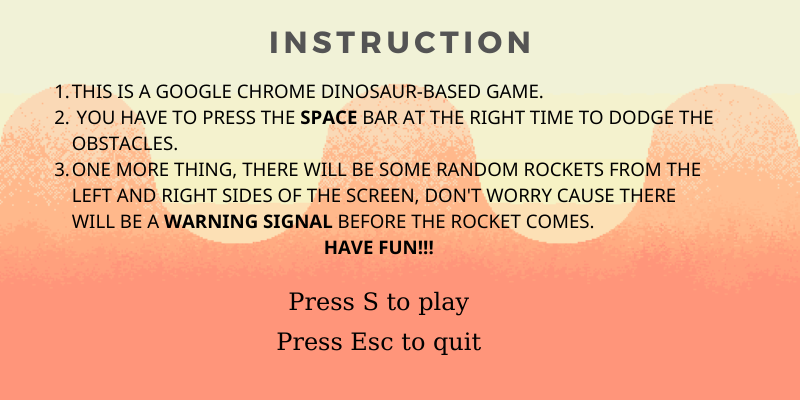 INSTRUCTION
1. THIS IS A GOOGLE CHROME DINOSAUR-BASED GAME.
2. YOU HAVE TO PRESS THE SPACE BAR AT THE RIGHT TIME TO DODGE THE
OBSTACLES.
3. ONE MORE THING, THERE WILL BE SOME RANDOM ROCKETS FROM THE
LEFT AND RIGHT SIDES OF THE SCREEN, DON'T WORRY CAUSE THERE
WILL BE A WARNING SIGNAL BEFORE THE ROCKET COMES.
HAVE FUN!!!
Press S to play
Press Esc to quit